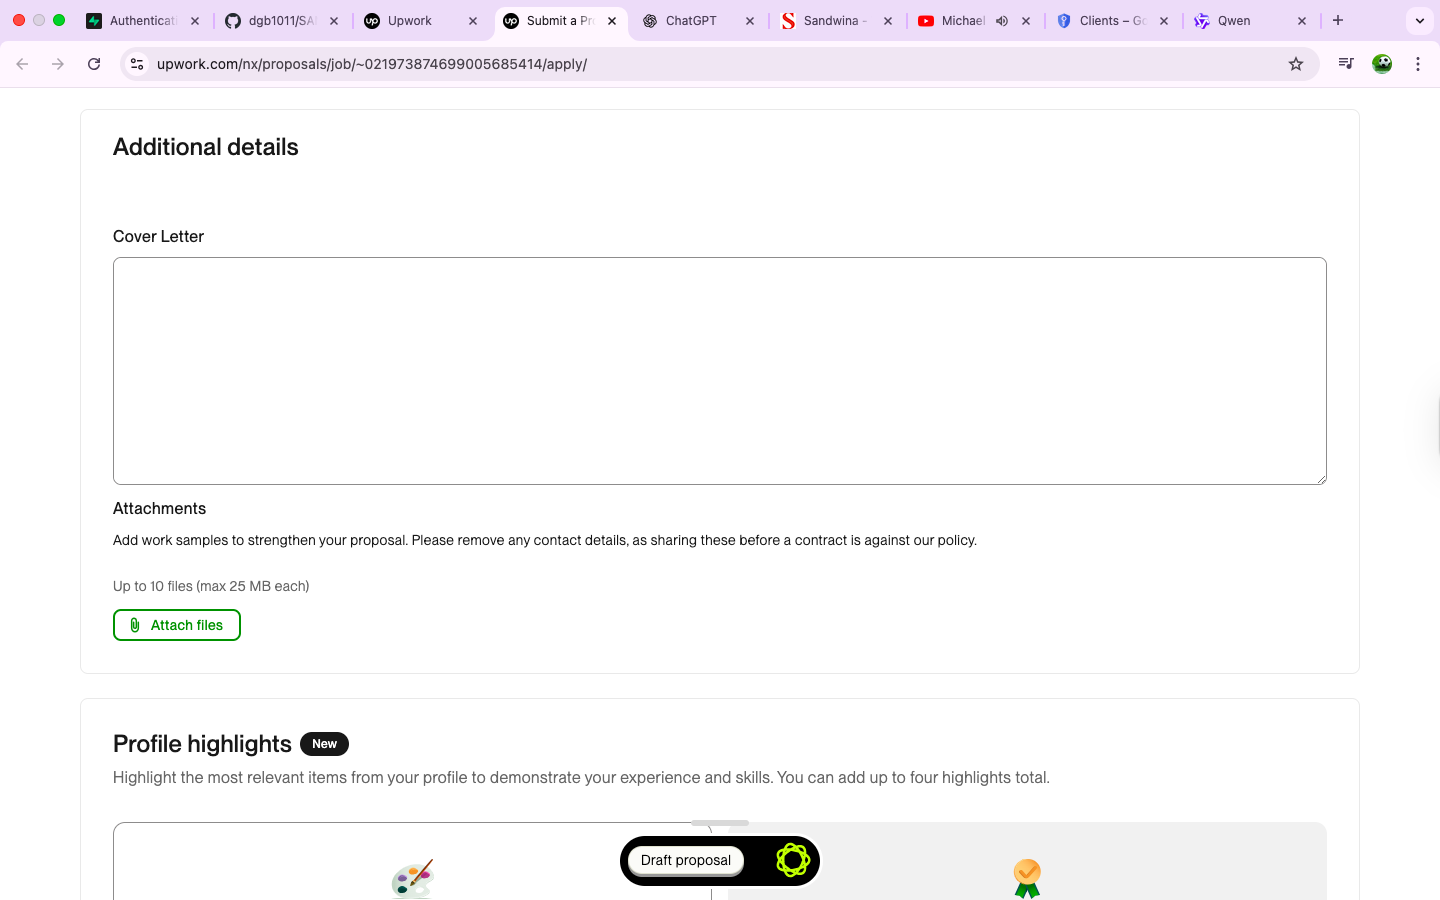 Authenticati
dgb1011/SA
Upwork
Submit a Pr
ChatGPT
Sandwina -
Michael
Clients – Go
Qwen
upwork.com/nx/proposals/job/~021973874699005685414/apply/
Additional details
Cover Letter
Attachments
Add work samples to strengthen your proposal. Please remove any contact details, as sharing these before a contract is against our policy.
Up to 10 files (max 25 MB each)
Attach files
Profile highlights New
Highlight the most relevant items from your profile to demonstrate your experience and skills. You can add up to four highlights total.
Draft proposal